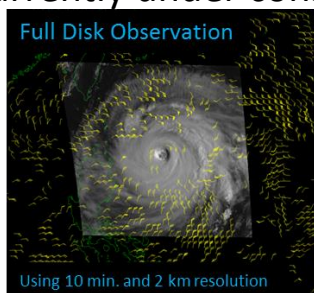 Full Disk Observation
Using 10 min. and 2 km resolution